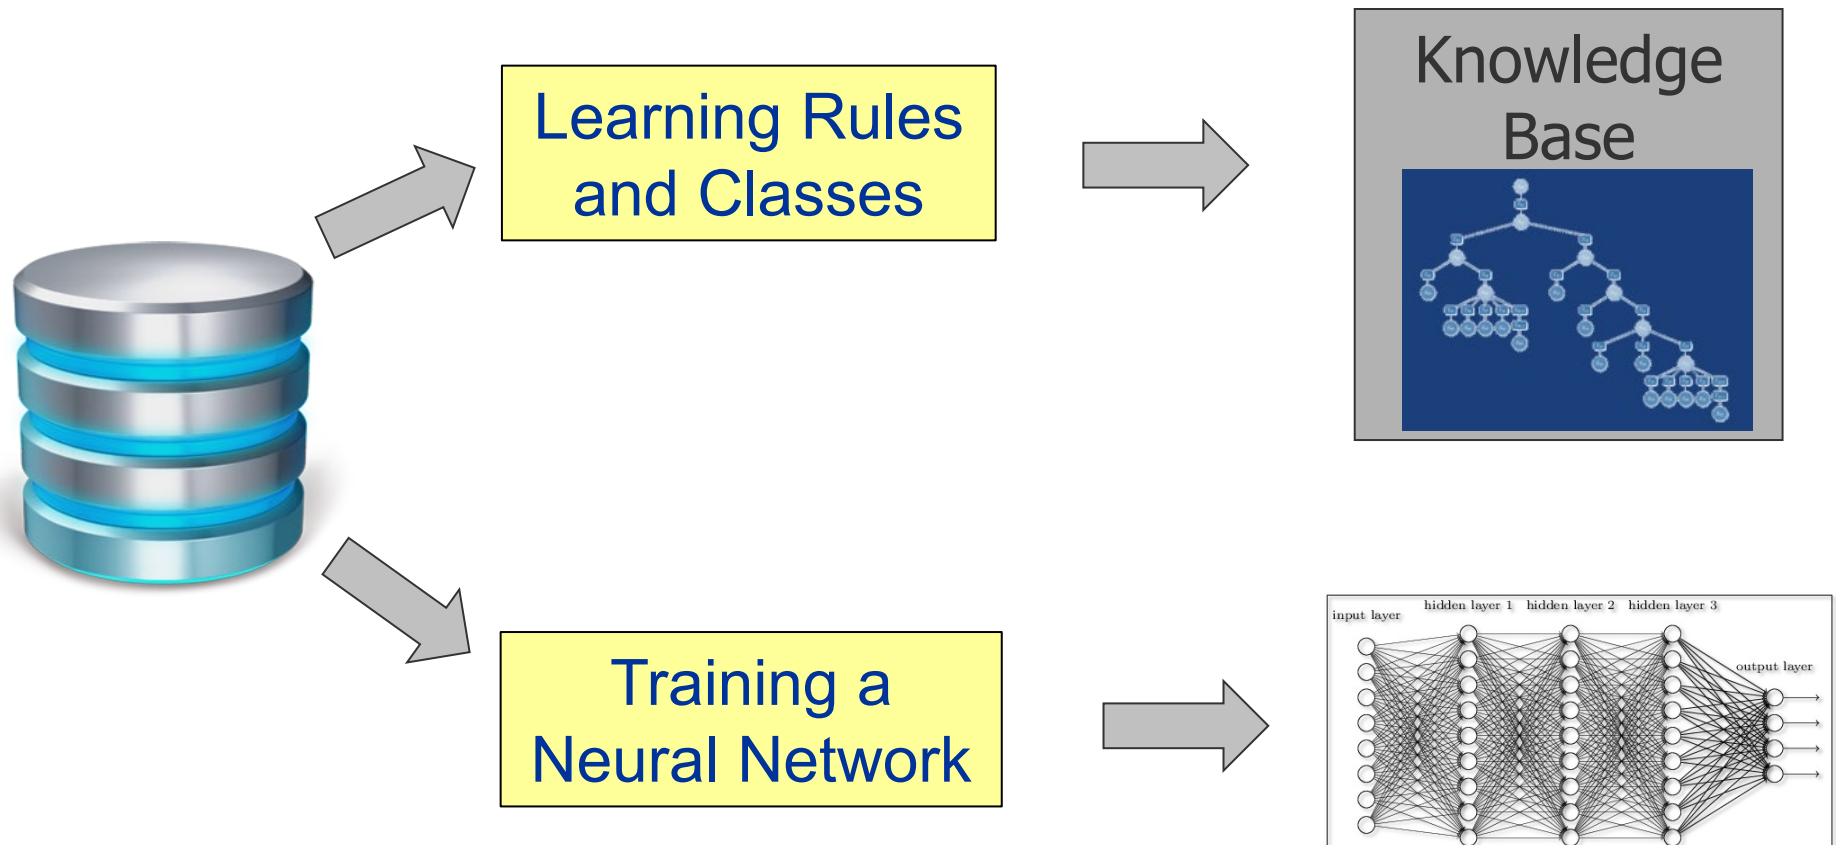 Learning Rules
and Classes
Knowledge
Base
Training a
Neural Network
input layer
hidden layer 1
hidden layer 2
hidden layer 3
output layer